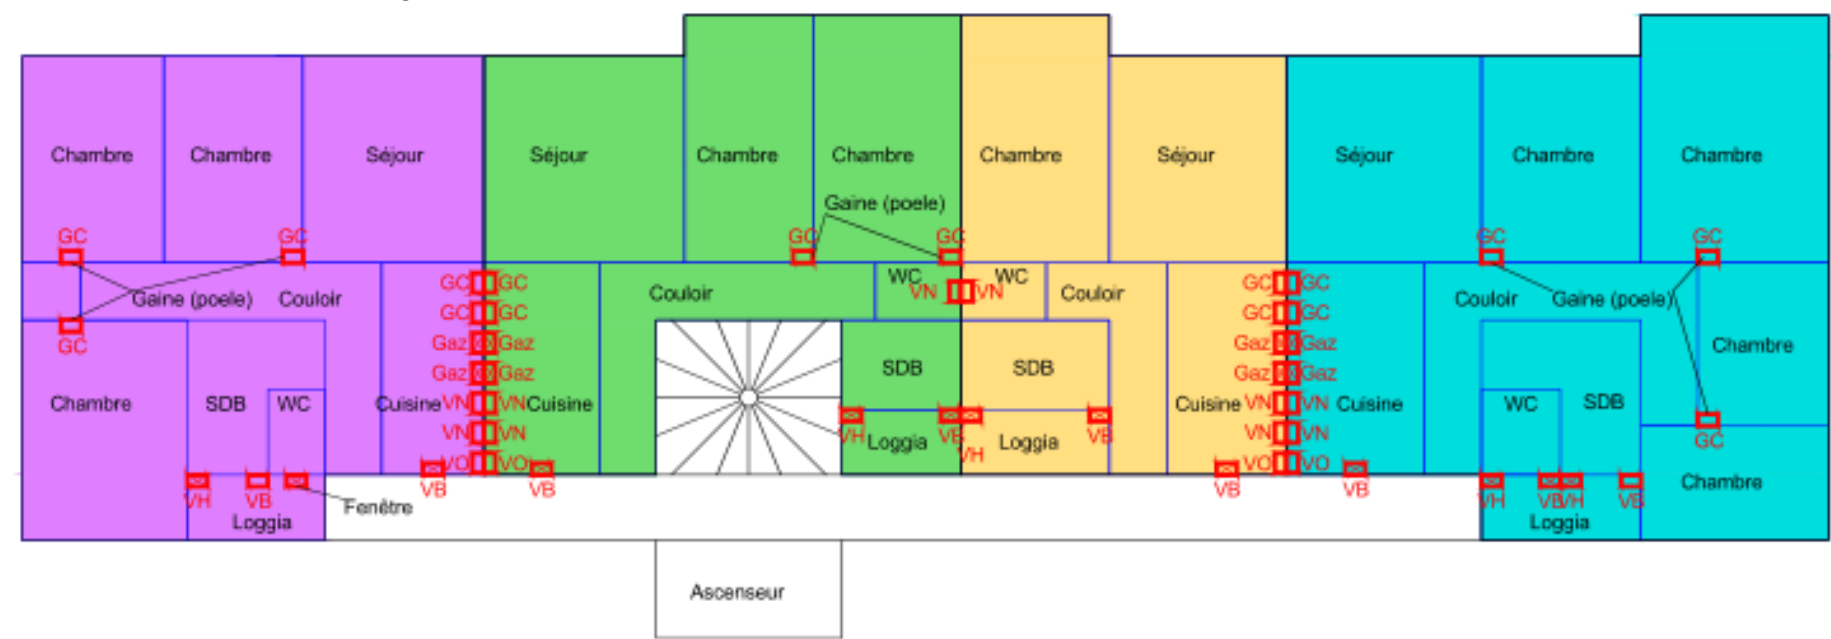 Chambre Chambre Séjour Séjour Chambre Chambre Chambre Séjour Séjour Chambre Chambre
Gaine (poele)
GC GC GC GC GC GC
GC GC WC WC GC GC
VN VN
Gaine (poele) Couloir Couloir Couloir Couloir Gaine (poele)
GC GC GC GC
GC Gaz Gaz Gaz Gaz Chambre
SDB SDB
Gaz Gaz Gaz Gaz
Chambre SDB WC Cuisine VN VN Cuisine Cuisine VN VN Cuisine WC SDB
VN VN VH Loggia VB Loggia VB VN VN GC
VH
VO VO VO VO
VB VB VB VB Chambre
VH VB VH VB VH VB
Fenêtre
Loggia Loggia
Ascenseur